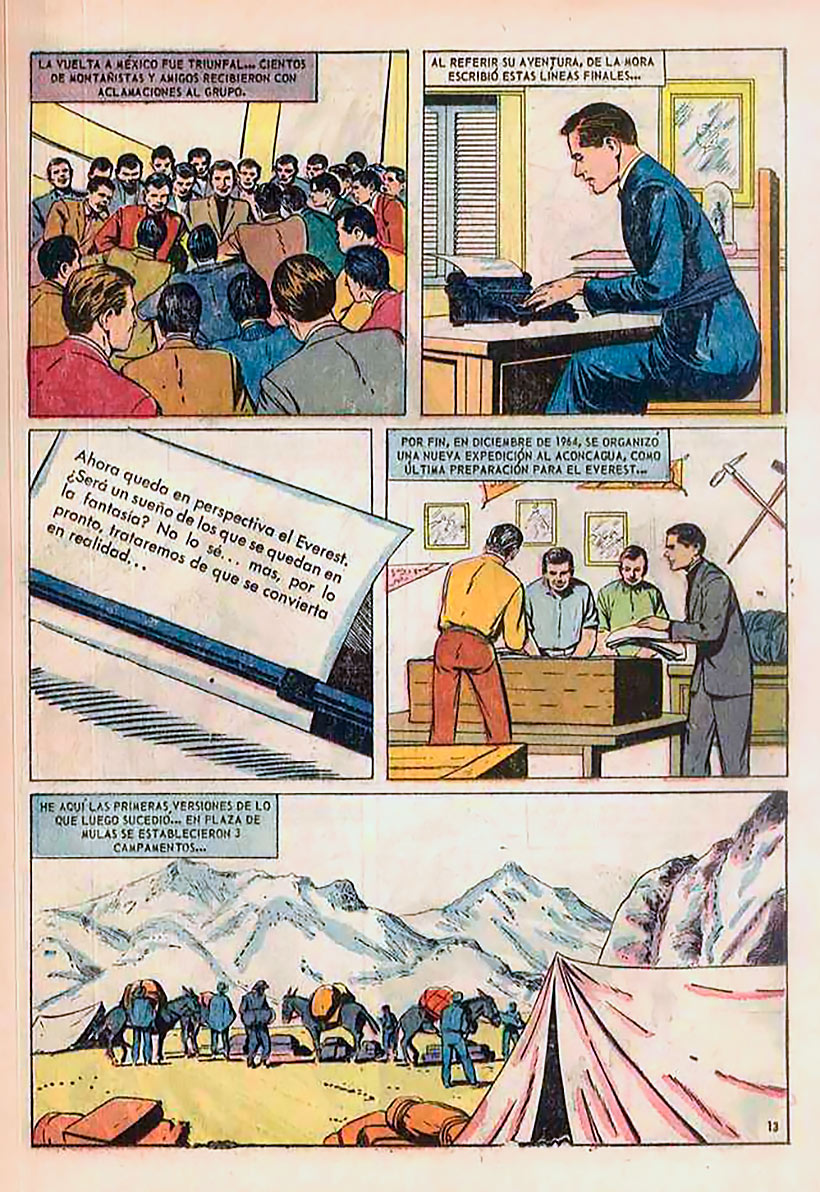 LA VUELTA A MÉXICO FUE TRIUNFAL... CIENTOS
DE MONTAÑISTAS Y AMIGOS RECIBIERON CON
ACLAMACIONES AL GRUPO.
AL REFERIR SU AVENTURA, DE LA MORA
ESCRIBIÓ ESTAS LÍNEAS FINALES...
Ahora queda en perspectiva el Everest.
¿Será un sueño de los que se quedan en
la fantasía? No lo sé... mas, por lo
pronto, trataremos de que se convierta
en realidad...
POR FIN, EN DICIEMBRE DE 1964, SE ORGANIZÓ
UNA NUEVA EXPEDICIÓN AL ACONCAGUA, COMO
ÚLTIMA PREPARACIÓN PARA EL EVEREST...
HE AQUÍ LAS PRIMERAS VERSIONES DE LO
QUE LUEGO SUCEDIÓ... EN PLAZA DE
MULAS SE ESTABLECIERON 3
CAMPAMENTOS...
13